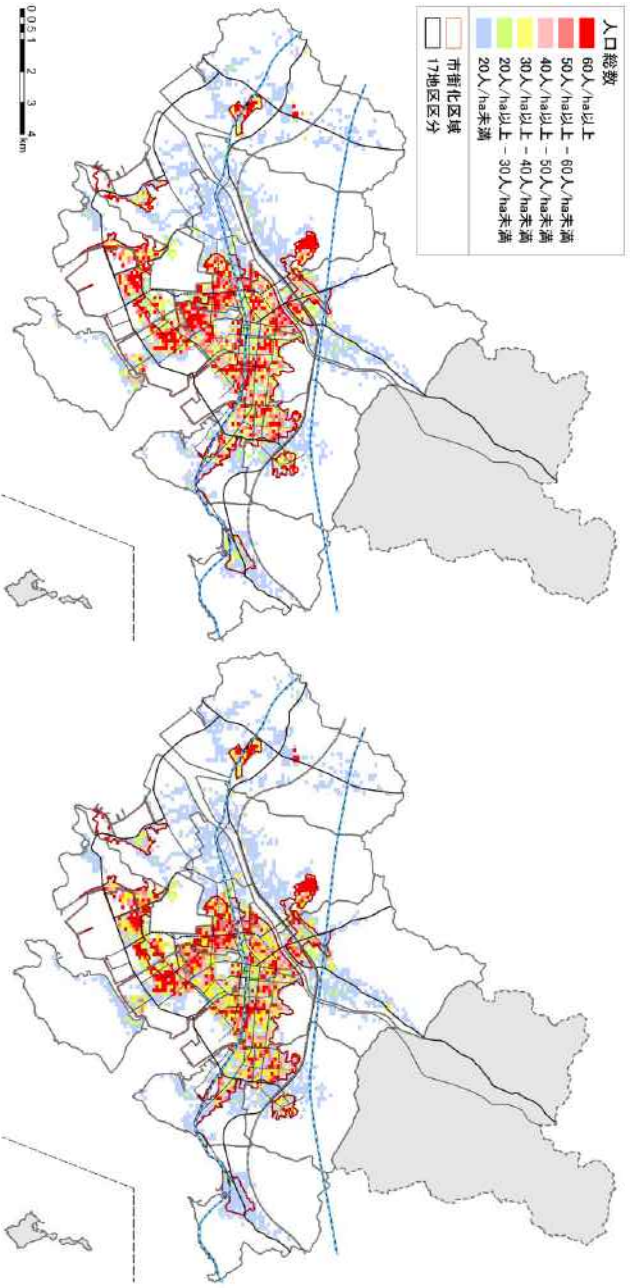 人口総数
60人/ha以上
50人/ha以上 - 60人/ha未満
40人/ha以上 - 50人/ha未満
30人/ha以上 - 40人/ha未満
20人/ha以上 - 30人/ha未満
20人/ha未満
市街化区域
17地区区分
0 0.5 1 2 3 4
km